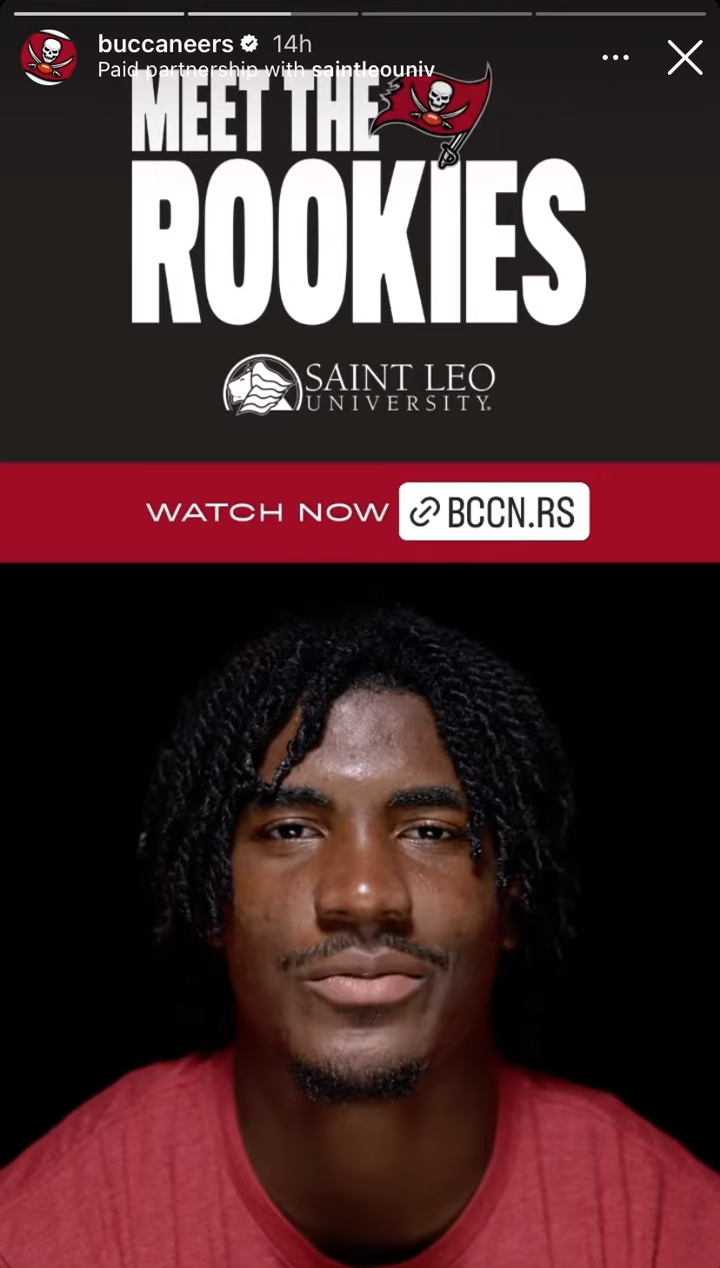 buccaneers 14h
Paid partnership with saintleouniv
MEET THE
ROOKIES
SAINT LEO
UNIVERSITY.
WATCH NOW BCCN.RS